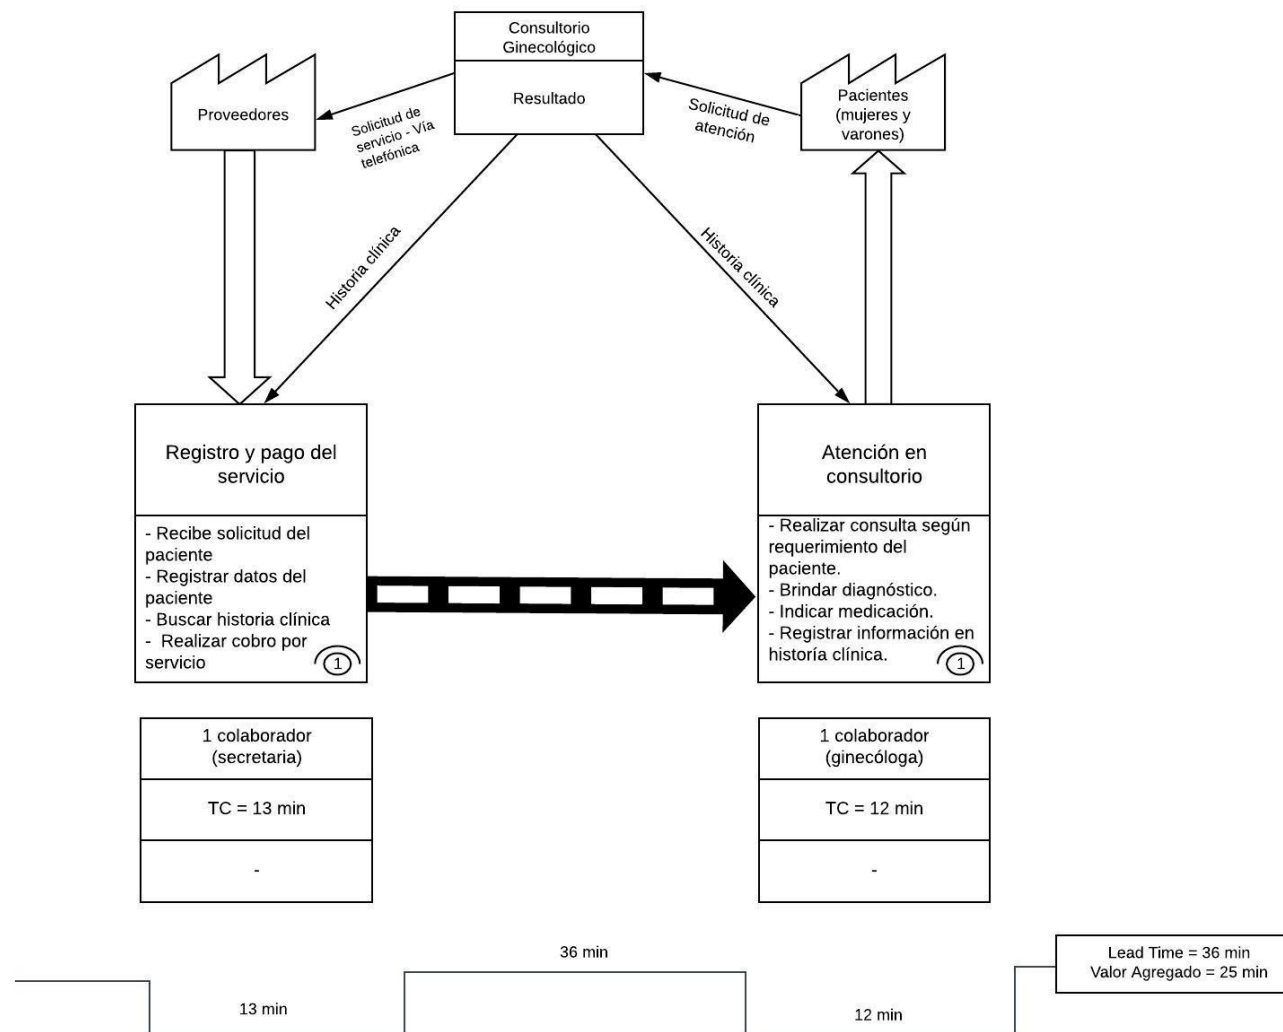 Consultorio
Ginecológico
Resultado
Proveedores
Solicitud de
servicio - Vía
telefónica
Solicitud de
atención
Pacientes
(mujeres y
varones)
Historia clínica
Historia clínica
Registro y pago del
servicio
- Recibe solicitud del
paciente
- Registrar datos del
paciente
- Buscar historia clínica
- Realizar cobro por
servicio
1
Atención en
consultorio
- Realizar consulta según
requerimiento del
paciente.
- Brindar diagnóstico.
- Indicar medicación.
- Registrar información en
historía clínica.
1
1 colaborador
(secretaria)
TC = 13 min
-
1 colaborador
(ginecóloga)
TC = 12 min
-
36 min
13 min
12 min
Lead Time = 36 min
Valor Agregado = 25 min